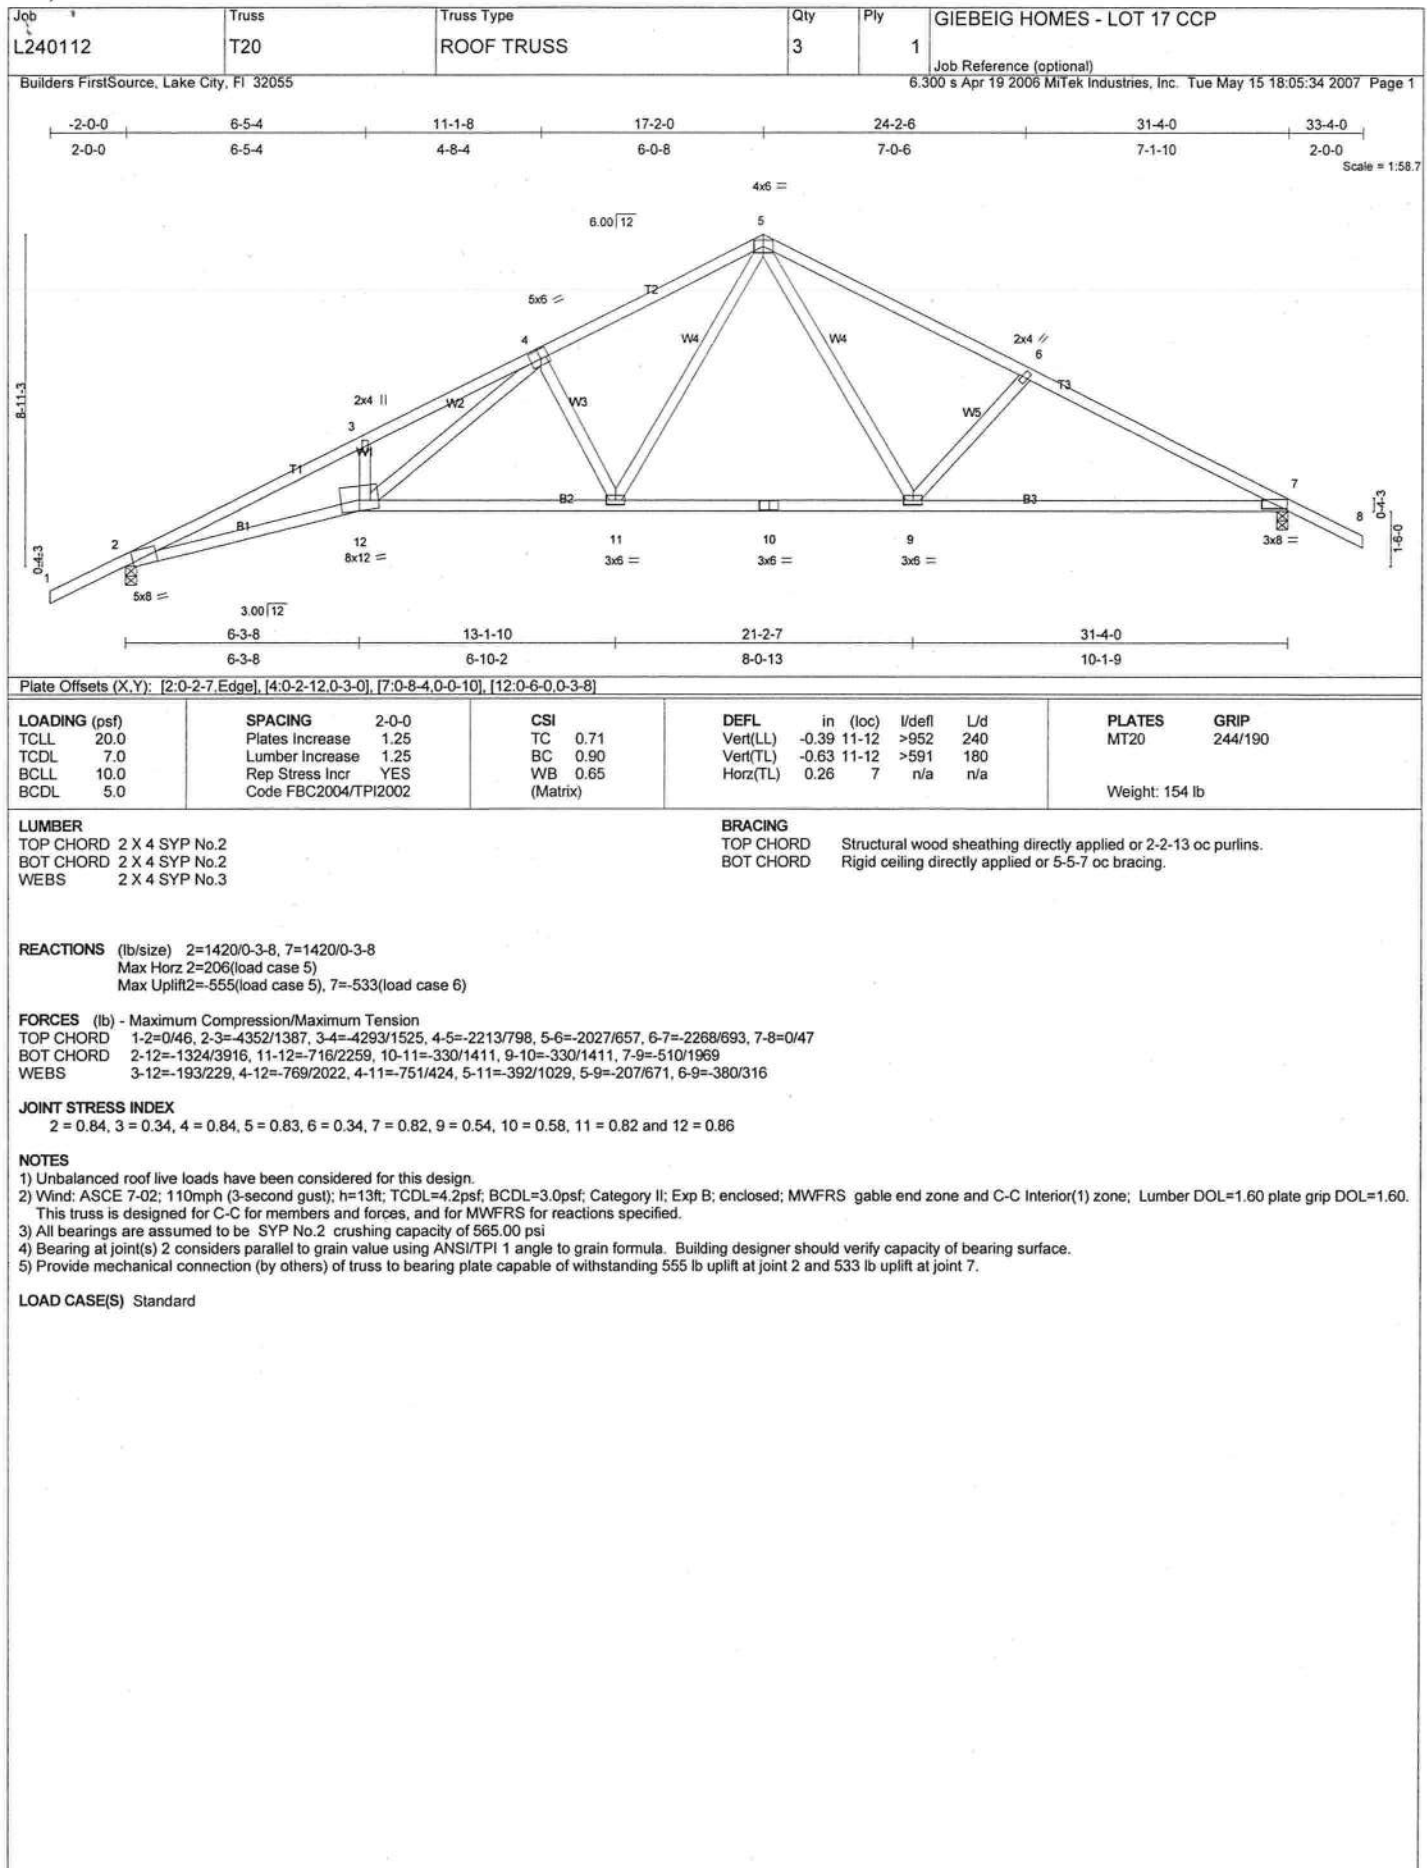 Job Truss Truss Type Qty Ply GIEBEIG HOMES - LOT 17 CCP
L240112 T20 ROOF TRUSS 3 1
Job Reference (optional)
Builders FirstSource, Lake City, Fl 32055 6.300 s Apr 19 2006 MiTek Industries, Inc. Tue May 15 18:05:34 2007 Page 1
-2-0-0 6-5-4 11-1-8 17-2-0 24-2-6 31-4-0 33-4-0
2-0-0 6-5-4 4-8-4 6-0-8 7-0-6 7-1-10 2-0-0
Scale = 1:58.7
4x6 =
6.00 12 5
T2
5x6
4 W4 W4 2x4
6
8-11-3 T3
2x4 || W2 W3 W5
3
W1
T1
B2 B3 7
0-4-3
B1 8
2 12 11 10 9 1-6-0
0-4-3 8x12 = 3x6 = 3x6 = 3x6 = 3x8 =
1
5x8 =
3.00 12
6-3-8 13-1-10 21-2-7 31-4-0
6-3-8 6-10-2 8-0-13 10-1-9
Plate Offsets (X,Y): [2:0-2-7,Edge], [4:0-2-12,0-3-0], [7:0-8-4,0-0-10], [12:0-6-0,0-3-8]
LOADING (psf) SPACING 2-0-0 CSI DEFL in (loc) l/defl L/d PLATES GRIP
TCLL 20.0 Plates Increase 1.25 TC 0.71 Vert(LL) -0.39 11-12 >952 240 MT20 244/190
TCDL 7.0 Lumber Increase 1.25 BC 0.90 Vert(TL) -0.63 11-12 >591 180
BCLL 10.0 Rep Stress Incr YES WB 0.65 Horz(TL) 0.26 7 n/a n/a
BCDL 5.0 Code FBC2004/TPI2002 (Matrix) Weight: 154 lb
LUMBER BRACING
TOP CHORD 2 X 4 SYP No.2 TOP CHORD Structural wood sheathing directly applied or 2-2-13 oc purlins.
BOT CHORD 2 X 4 SYP No.2 BOT CHORD Rigid ceiling directly applied or 5-5-7 oc bracing.
WEBS 2 X 4 SYP No.3
REACTIONS (lb/size) 2=1420/0-3-8, 7=1420/0-3-8
Max Horz 2=206(load case 5)
Max Uplift2=-555(load case 5), 7=-533(load case 6)
FORCES (lb) - Maximum Compression/Maximum Tension
TOP CHORD 1-2=0/46, 2-3=-4352/1387, 3-4=-4293/1525, 4-5=-2213/798, 5-6=-2027/657, 6-7=-2268/693, 7-8=0/47
BOT CHORD 2-12=-1324/3916, 11-12=-716/2259, 10-11=-330/1411, 9-10=-330/1411, 7-9=-510/1969
WEBS 3-12=-193/229, 4-12=-769/2022, 4-11=-751/424, 5-11=-392/1029, 5-9=-207/671, 6-9=-380/316
JOINT STRESS INDEX
2 = 0.84, 3 = 0.34, 4 = 0.84, 5 = 0.83, 6 = 0.34, 7 = 0.82, 9 = 0.54, 10 = 0.58, 11 = 0.82 and 12 = 0.86
NOTES
1) Unbalanced roof live loads have been considered for this design.
2) Wind: ASCE 7-02; 110mph (3-second gust); h=13ft; TCDL=4.2psf; BCDL=3.0psf; Category II; Exp B; enclosed; MWFRS gable end zone and C-C Interior(1) zone; Lumber DOL=1.60 plate grip DOL=1.60.
This truss is designed for C-C for members and forces, and for MWFRS for reactions specified.
3) All bearings are assumed to be SYP No.2 crushing capacity of 565.00 psi
4) Bearing at joint(s) 2 considers parallel to grain value using ANSI/TPI 1 angle to grain formula. Building designer should verify capacity of bearing surface.
5) Provide mechanical connection (by others) of truss to bearing plate capable of withstanding 555 lb uplift at joint 2 and 533 lb uplift at joint 7.
LOAD CASE(S) Standard